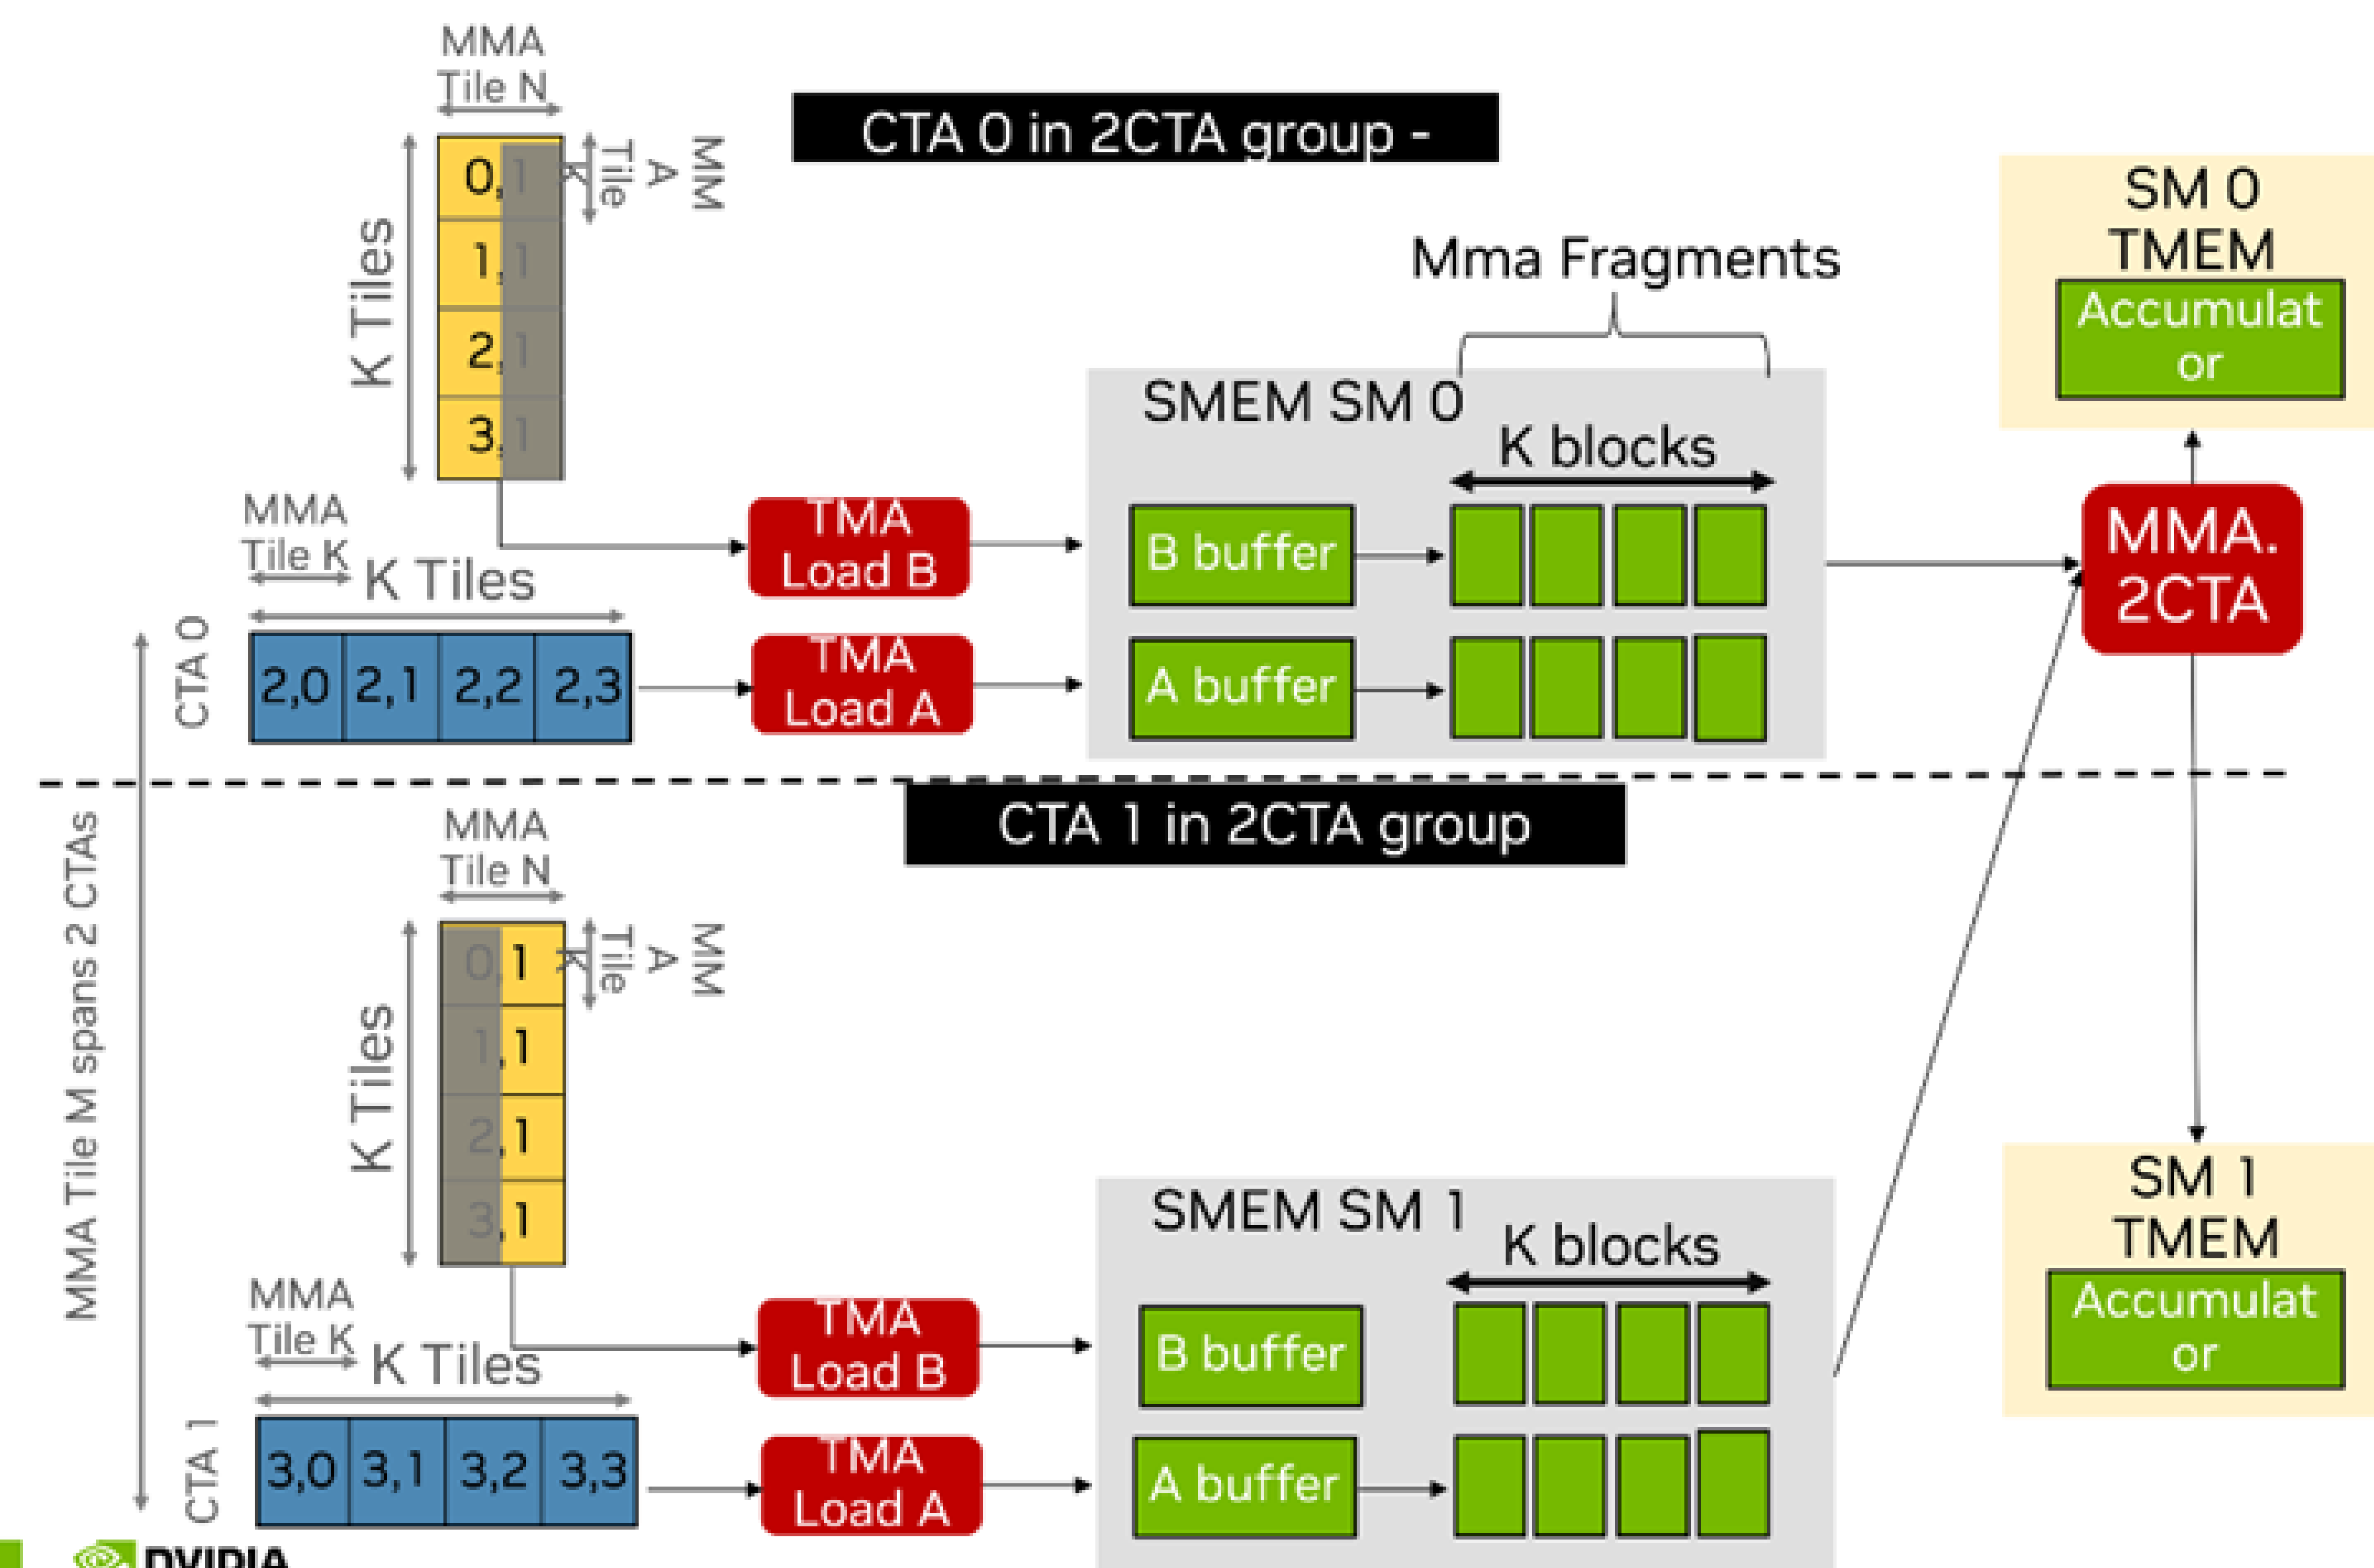 MMA
Tile N
CTA 0 in 2CTA group -
MM
A
Tile
K
K Tiles
0,1
1,1
2,1
3,1
SM 0
TMEM
Accumulat
or
Mma Fragments
SMEM SM 0
K blocks
MMA
Tile K
K Tiles
TMA
Load B
B buffer
MMA.
2CTA
CTA 0
2,0 2,1 2,2 2,3
TMA
Load A
A buffer
CTA 1 in 2CTA group
MMA Tile M spans 2 CTAs
MMA
Tile N
MM
A
Tile
K
K Tiles
0,1
1,1
2,1
3,1
SM 1
TMEM
Accumulat
or
SMEM SM 1
K blocks
MMA
Tile K
K Tiles
TMA
Load B
B buffer
CTA 1
3,0 3,1 3,2 3,3
TMA
Load A
A buffer
NVIDIA